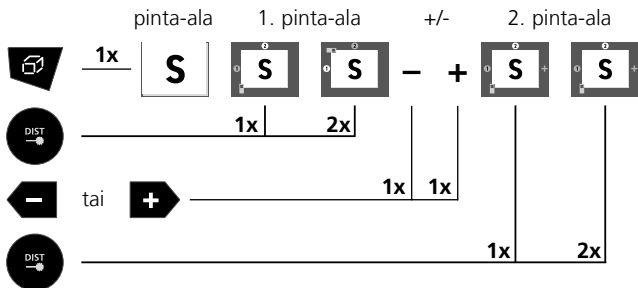 pinta-ala 1. pinta-ala +/- 2. pinta-ala
1x S S S − + S S
DIST 1x 2x
− tai + 1x 1x
DIST 1x 2x